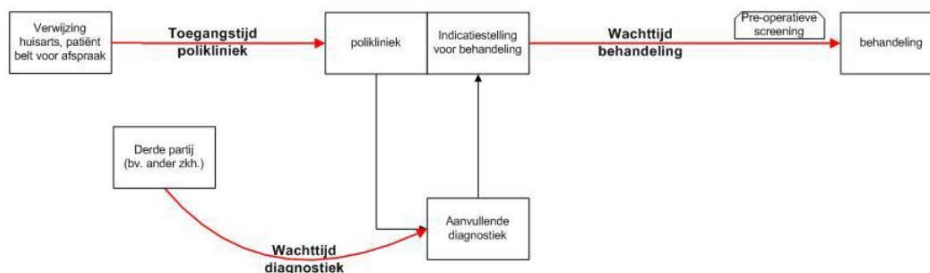 Verwijzing
huisarts, patiënt
belt voor afspraak
Toegangstijd
polikliniek
polikliniek
Indicatiestelling
voor behandeling
Wachttijd
behandeling
Pre-operatieve
screening
behandeling
Derde partij
(bv. ander zkh.)
Wachttijd
diagnostiek
Aanvullende
diagnostiek